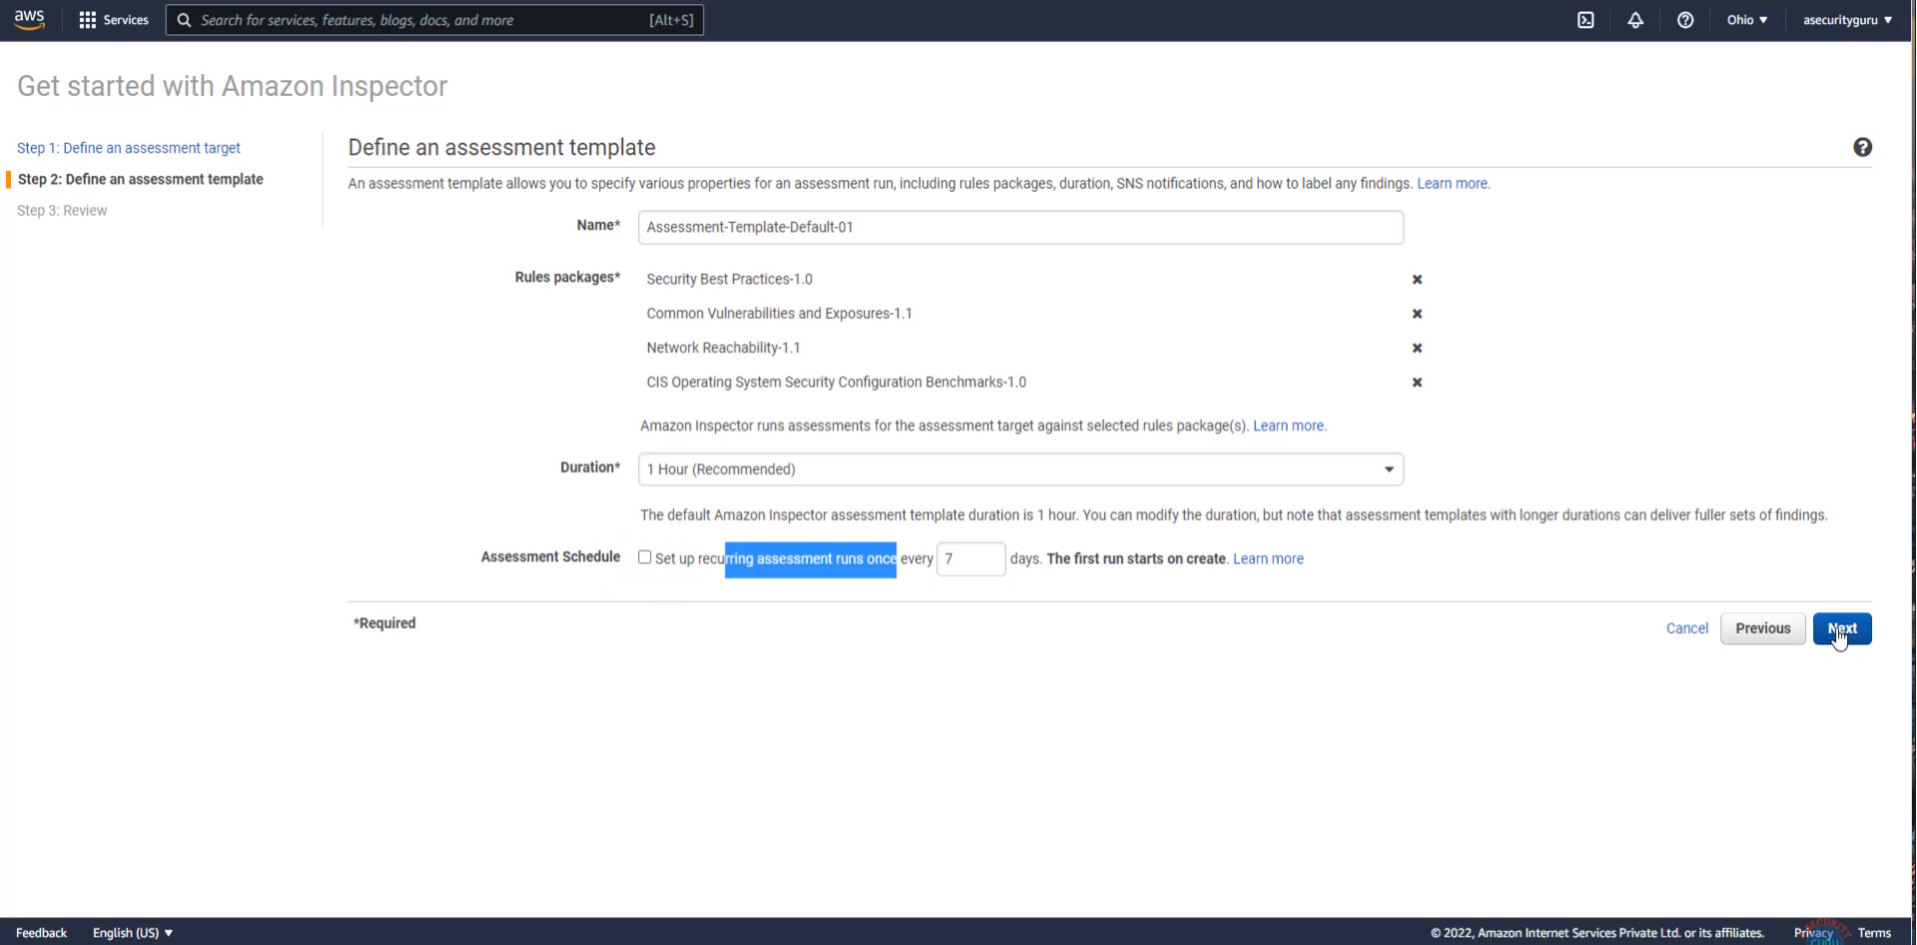 aws
Services
Search for services, features, blogs, docs, and more
[Alt+S]
Ohio
asecurityguru
Get started with Amazon Inspector
Step 1: Define an assessment target
Step 2: Define an assessment template
Step 3: Review
Define an assessment template
An assessment template allows you to specify various properties for an assessment run, including rules packages, duration, SNS notifications, and how to label any findings. Learn more.
Name* Assessment-Template-Default-01
Rules packages* Security Best Practices-1.0
Common Vulnerabilities and Exposures-1.1
Network Reachability-1.1
CIS Operating System Security Configuration Benchmarks-1.0
Amazon Inspector runs assessments for the assessment target against selected rules package(s). Learn more.
Duration* 1 Hour (Recommended)
The default Amazon Inspector assessment template duration is 1 hour. You can modify the duration, but note that assessment templates with longer durations can deliver fuller sets of findings.
Assessment Schedule Set up recurring assessment runs once every 7 days. The first run starts on create. Learn more
*Required
Cancel
Previous
Next
Feedback
English (US)
© 2022, Amazon Internet Services Private Ltd. or its affiliates.
Privacy
Terms
SECURITY
GURU